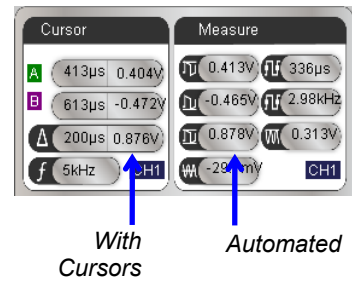 Cursor
A 413µs 0.404V
B 613µs -0.472V
Δ 200µs 0.876V
f 5kHz CH1
Measure
0.413V 336µs
-0.465V 2.98kHz
0.878V 0.313V
CH1
With
Cursors
Automated